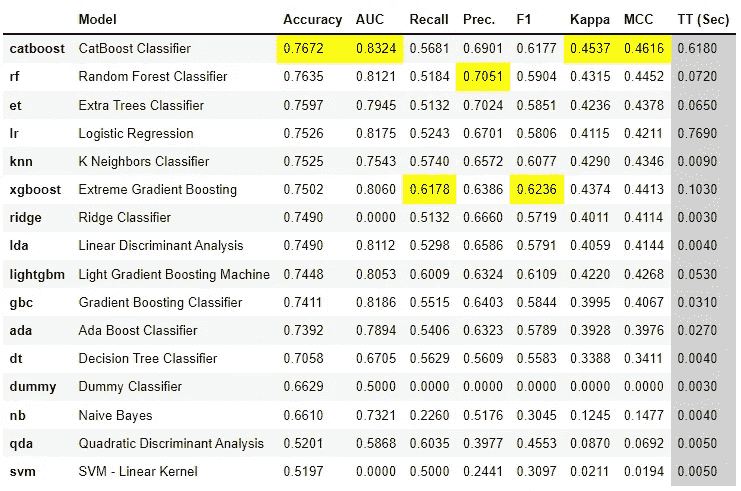 Model Accuracy AUC Recall Prec. F1 Kappa MCC TT (Sec)
catboost CatBoost Classifier 0.7672 0.8324 0.5681 0.6901 0.6177 0.4537 0.4616 0.6180
rf Random Forest Classifier 0.7635 0.8121 0.5184 0.7051 0.5904 0.4315 0.4452 0.0720
et Extra Trees Classifier 0.7597 0.7945 0.5132 0.7024 0.5851 0.4236 0.4378 0.0650
lr Logistic Regression 0.7526 0.8175 0.5243 0.6701 0.5806 0.4115 0.4211 0.7690
knn K Neighbors Classifier 0.7525 0.7543 0.5740 0.6572 0.6077 0.4290 0.4346 0.0090
xgboost Extreme Gradient Boosting 0.7502 0.8060 0.6178 0.6386 0.6236 0.4374 0.4413 0.1030
ridge Ridge Classifier 0.7490 0.0000 0.5132 0.6660 0.5719 0.4011 0.4114 0.0030
lda Linear Discriminant Analysis 0.7490 0.8112 0.5298 0.6586 0.5791 0.4059 0.4144 0.0040
lightgbm Light Gradient Boosting Machine 0.7448 0.8053 0.6009 0.6324 0.6109 0.4220 0.4268 0.0530
gbc Gradient Boosting Classifier 0.7411 0.8186 0.5515 0.6403 0.5844 0.3995 0.4067 0.0310
ada Ada Boost Classifier 0.7392 0.7894 0.5406 0.6323 0.5789 0.3928 0.3976 0.0270
dt Decision Tree Classifier 0.7058 0.6705 0.5629 0.5609 0.5583 0.3388 0.3411 0.0040
dummy Dummy Classifier 0.6629 0.5000 0.0000 0.0000 0.0000 0.0000 0.0000 0.0030
nb Naive Bayes 0.6610 0.7321 0.2260 0.5176 0.3045 0.1245 0.1477 0.0040
qda Quadratic Discriminant Analysis 0.5201 0.5868 0.6035 0.3977 0.4553 0.0870 0.0692 0.0050
svm SVM - Linear Kernel 0.5197 0.0000 0.5000 0.2441 0.3097 0.0211 0.0194 0.0050